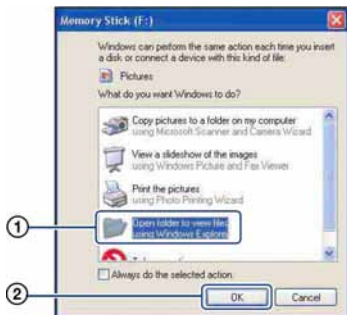 Memory Stick (F:)
Windows can perform the same action each time you insert
a disk or connect a device with this kind of file:
Pictures
What do you want Windows to do?
Copy pictures to a folder on my computer
using Microsoft Scanner and Camera Wizard
View a slideshow of the images
using Windows Picture and Fax Viewer
Print the pictures
using Photo Printing Wizard
1
Open folder to view files
using Windows Explorer
Always do the selected action.
2
OK
Cancel